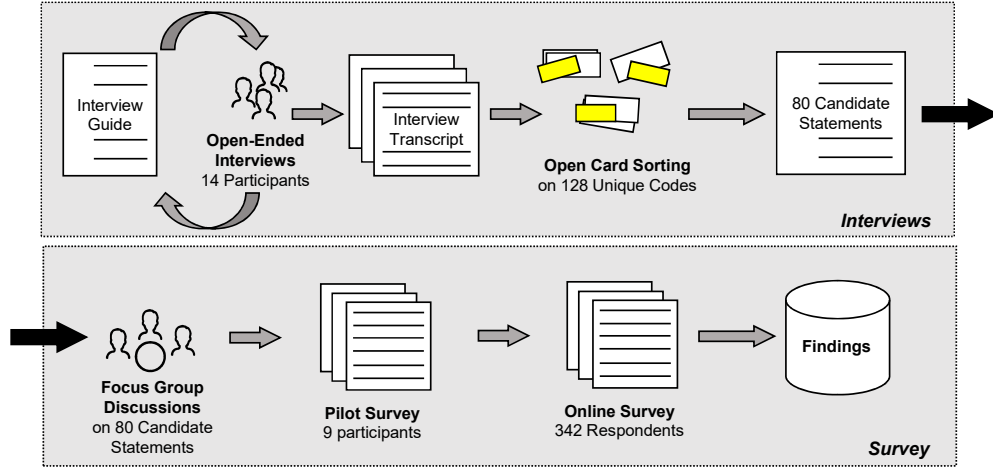 Interview
Guide
Open-Ended
Interviews
14 Participants
Interview
Transcript
Open Card Sorting
on 128 Unique Codes
80 Candidate
Statements
Interviews
Focus Group
Discussions
on 80 Candidate
Statements
Pilot Survey
9 participants
Online Survey
342 Respondents
Findings
Survey